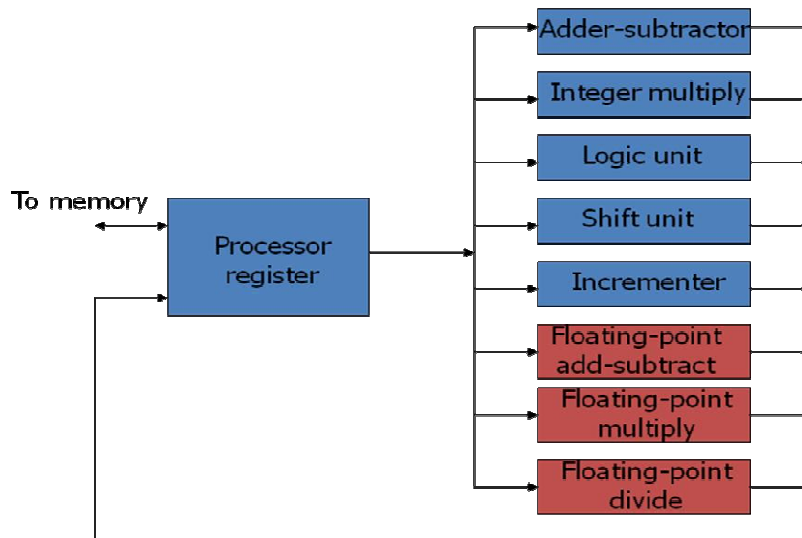 Adder-subtractor
Integer multiply
Logic unit
To memory
Processor
register
Shift unit
Incrementer
Floating-point
add-subtract
Floating-point
multiply
Floating-point
divide